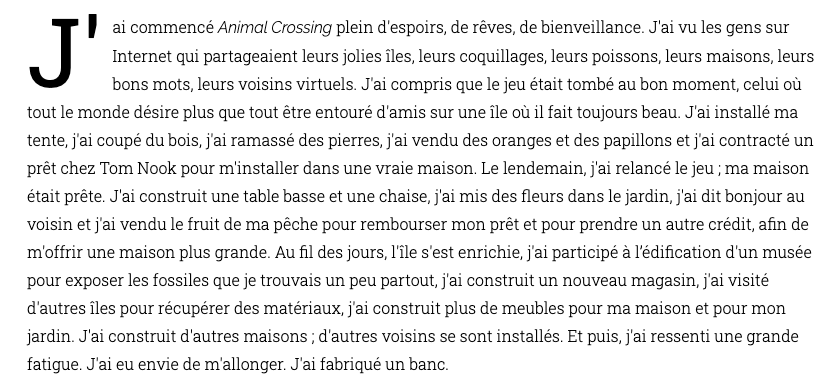 J'ai commencé Animal Crossing plein d'espoirs, de rêves, de bienveillance. J'ai vu les gens sur
Internet qui partageaient leurs jolies îles, leurs coquillages, leurs poissons, leurs maisons, leurs
bons mots, leurs voisins virtuels. J'ai compris que le jeu était tombé au bon moment, celui où
tout le monde désire plus que tout être entouré d'amis sur une île où il fait toujours beau. J'ai installé ma
tente, j'ai coupé du bois, j'ai ramassé des pierres, j'ai vendu des oranges et des papillons et j'ai contracté un
prêt chez Tom Nook pour m'installer dans une vraie maison. Le lendemain, j'ai relancé le jeu ; ma maison
était prête. J'ai construit une table basse et une chaise, j'ai mis des fleurs dans le jardin, j'ai dit bonjour au
voisin et j'ai vendu le fruit de ma pêche pour rembourser mon prêt et pour prendre un autre crédit, afin de
m'offrir une maison plus grande. Au fil des jours, l'île s'est enrichie, j'ai participé à l’édification d'un musée
pour exposer les fossiles que je trouvais un peu partout, j'ai construit un nouveau magasin, j'ai visité
d'autres îles pour récupérer des matériaux, j'ai construit plus de meubles pour ma maison et pour mon
jardin. J'ai construit d'autres maisons ; d'autres voisins se sont installés. Et puis, j'ai ressenti une grande
fatigue. J'ai eu envie de m'allonger. J'ai fabriqué un banc.